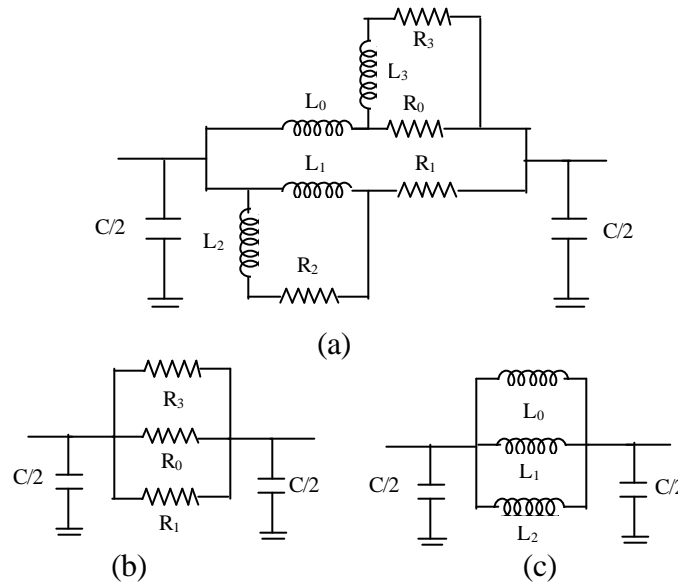 R₃
L₃
L₀
R₀
L₁
R₁
C/2
L₂
C/2
R₂
(a)
R₃
L₀
R₀
L₁
C/2
C/2
C/2
C/2
R₁
L₂
(b)
(c)